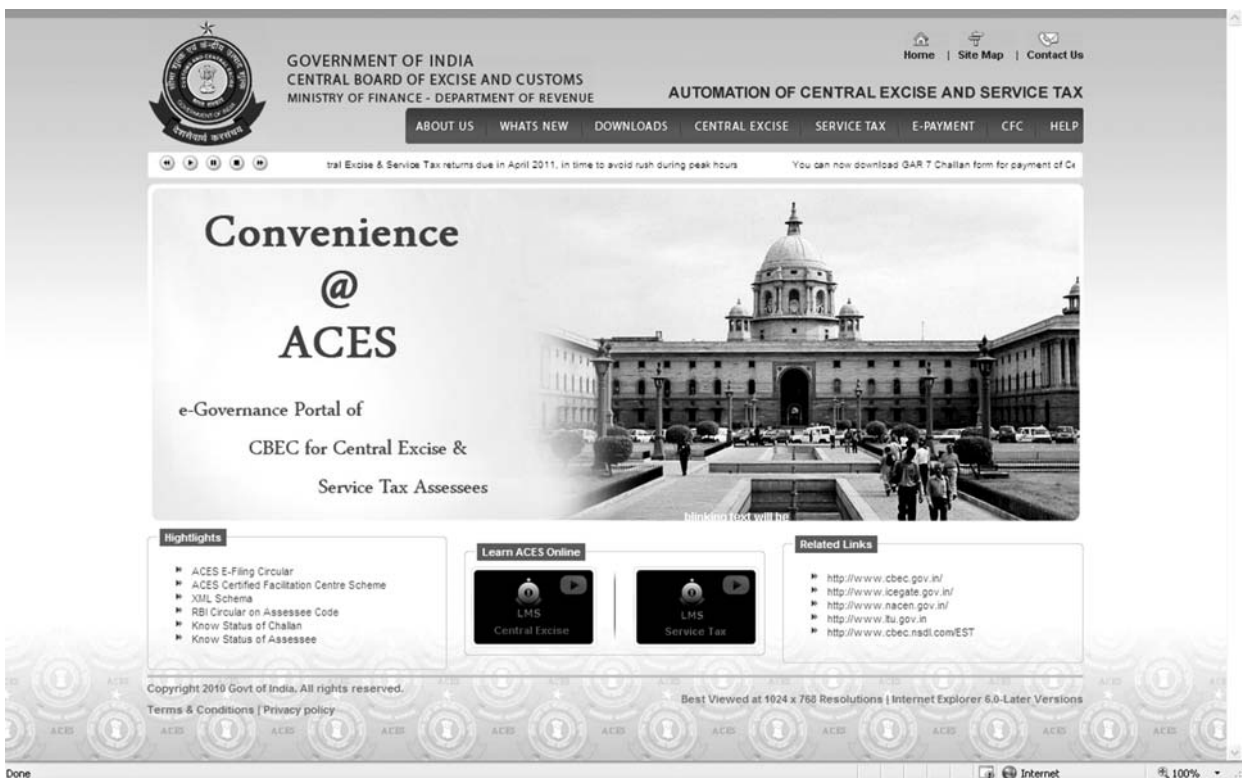 Home | Site Map | Contact Us
GOVERNMENT OF INDIA
CENTRAL BOARD OF EXCISE AND CUSTOMS
MINISTRY OF FINANCE - DEPARTMENT OF REVENUE
AUTOMATION OF CENTRAL EXCISE AND SERVICE TAX
ABOUT US WHATS NEW DOWNLOADS CENTRAL EXCISE SERVICE TAX E-PAYMENT CFC HELP
tral Excise & Service Tax returns due in April 2011, in time to avoid rush during peak hours You can now download GAR 7 Challan form for payment of Ce
Convenience
@
ACES
e-Governance Portal of
CBEC for Central Excise &
Service Tax Assessees
blinking text will be
Hightlights
ACES E-Filing Circular
ACES Certified Facilitation Centre Scheme
XML Schema
RBI Circular on Assessee Code
Know Status of Challan
Know Status of Assessee
Learn ACES Online
LMS
Central Excise
LMS
Service Tax
Related Links
http://www.cbec.gov.in/
http://www.icegate.gov.in/
http://www.nacen.gov.in/
http://www.ltu.gov.in
http://www.cbec.nsdl.com/EST
Copyright 2010 Govt of India. All rights reserved.
Terms & Conditions | Privacy policy
Best Viewed at 1024 x 768 Resolutions | Internet Explorer 6.0-Later Versions
Done
Internet
100%